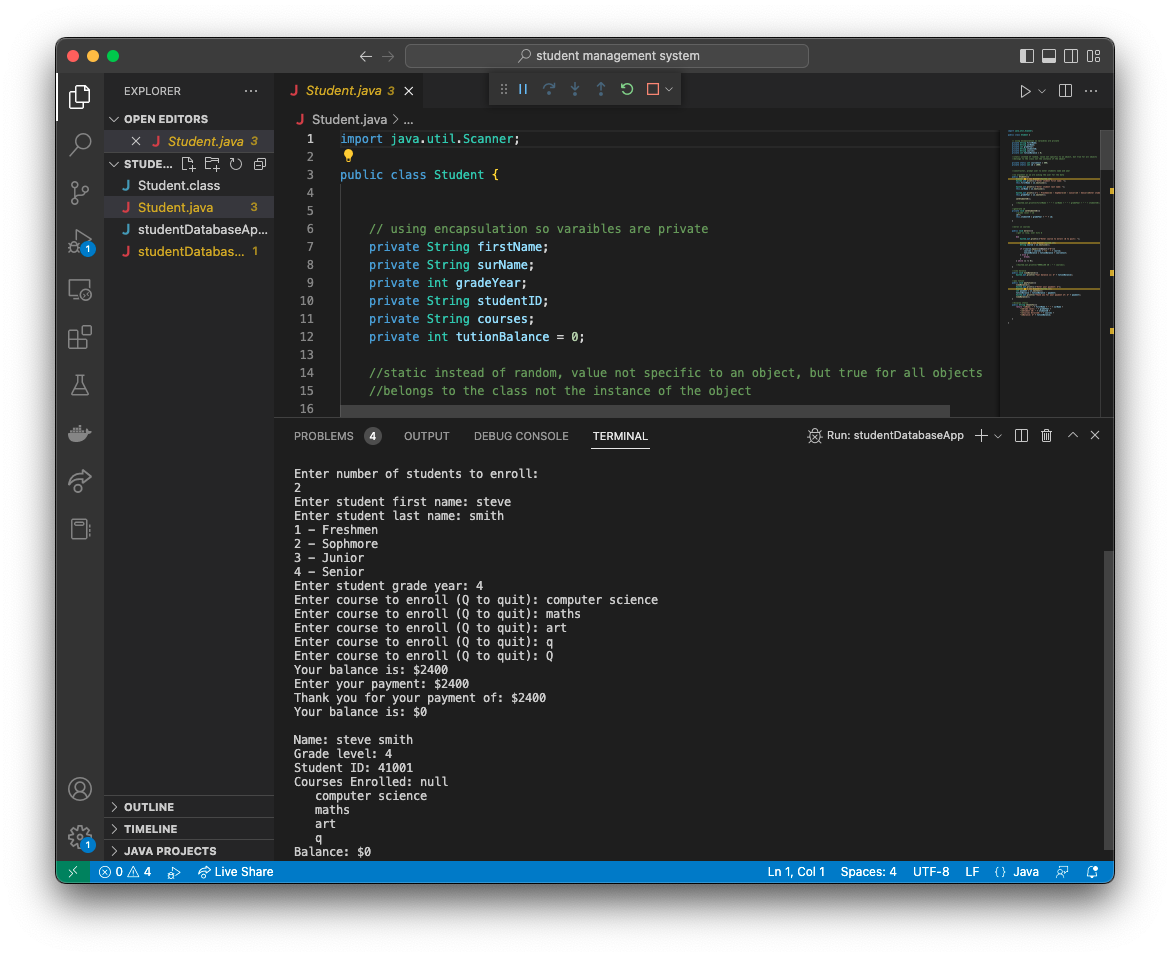 student management system
EXPLORER
OPEN EDITORS
Student.java 3
STUDE...
Student.class
Student.java 3
studentDatabaseAp...
studentDatabas... 1
OUTLINE
TIMELINE
JAVA PROJECTS
Student.java 3
Student.java > ...
1 import java.util.Scanner;
2
3 public class Student {
4
5
6 // using encapsulation so varaibles are private
7 private String firstName;
8 private String surName;
9 private int gradeYear;
10 private String studentID;
11 private String courses;
12 private int tutionBalance = 0;
13
14 //static instead of random, value not specific to an object, but true for all objects
15 //belongs to the class not the instance of the object
16
PROBLEMS 4 OUTPUT DEBUG CONSOLE TERMINAL
Run: studentDatabaseApp
Enter number of students to enroll:
2
Enter student first name: steve
Enter student last name: smith
1 – Freshmen
2 – Sophmore
3 – Junior
4 – Senior
Enter student grade year: 4
Enter course to enroll (Q to quit): computer science
Enter course to enroll (Q to quit): maths
Enter course to enroll (Q to quit): art
Enter course to enroll (Q to quit): q
Enter course to enroll (Q to quit): Q
Your balance is: $2400
Enter your payment: $2400
Thank you for your payment of: $2400
Your balance is: $0
Name: steve smith
Grade level: 4
Student ID: 41001
Courses Enrolled: null
computer science
maths
art
q
Balance: $0
1
1
0 4 Live Share
Ln 1, Col 1 Spaces: 4 UTF-8 LF {} Java